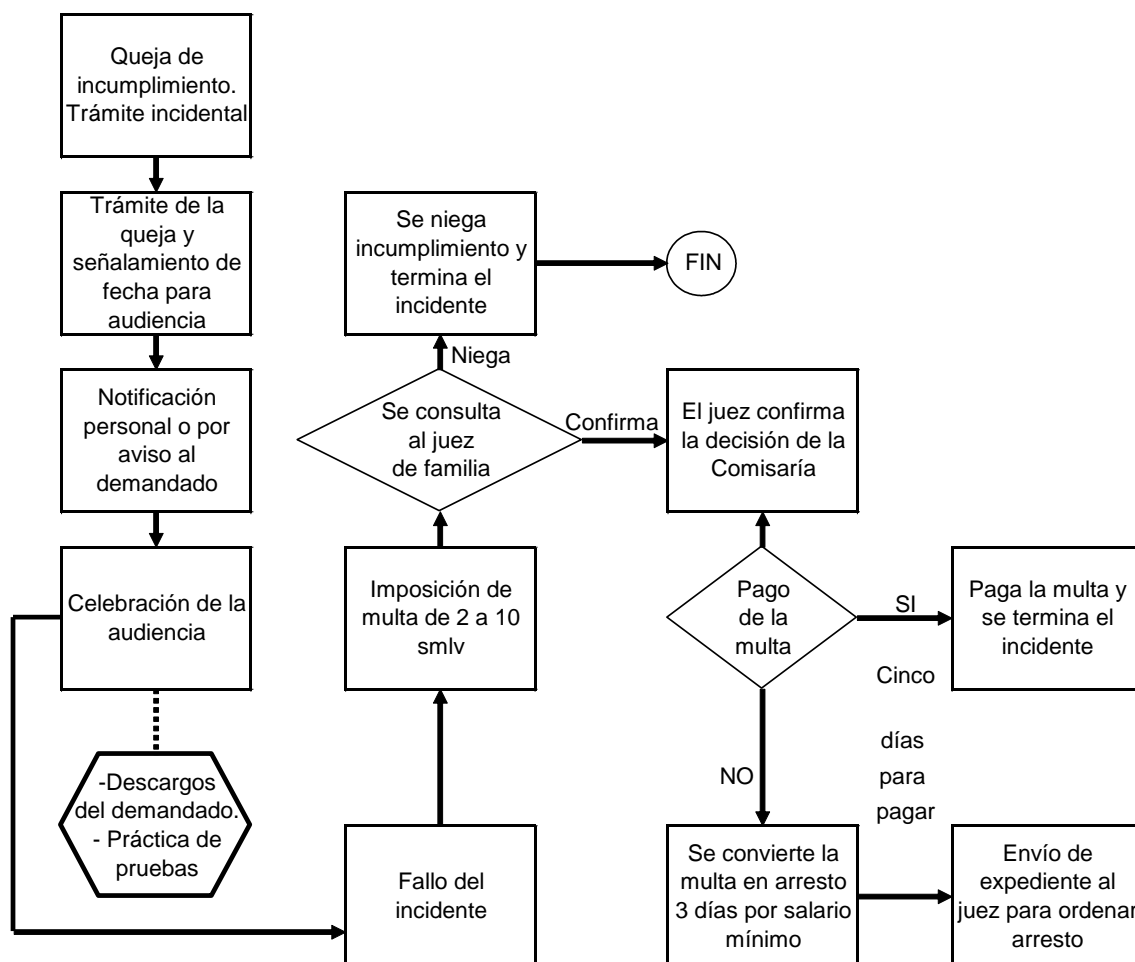 Queja de
incumplimiento.
Trámite incidental
Trámite de la
queja y
señalamiento de
fecha para
audiencia
Notificación
personal o por
aviso al
demandado
Celebración de la
audiencia
-Descargos
del demandado.
- Práctica de
pruebas
Fallo del
incidente
Imposición de
multa de 2 a 10
smlv
Se consulta
al juez
de familia
Niega
Se niega
incumplimiento y
termina el
incidente
FIN
Confirma
El juez confirma
la decisión de la
Comisaría
Pago
de la
multa
SI
Paga la multa y
se termina el
incidente
Cinco
días
para
pagar
NO
Se convierte la
multa en arresto
3 días por salario
mínimo
Envío de
expediente al
juez para ordenar
arresto